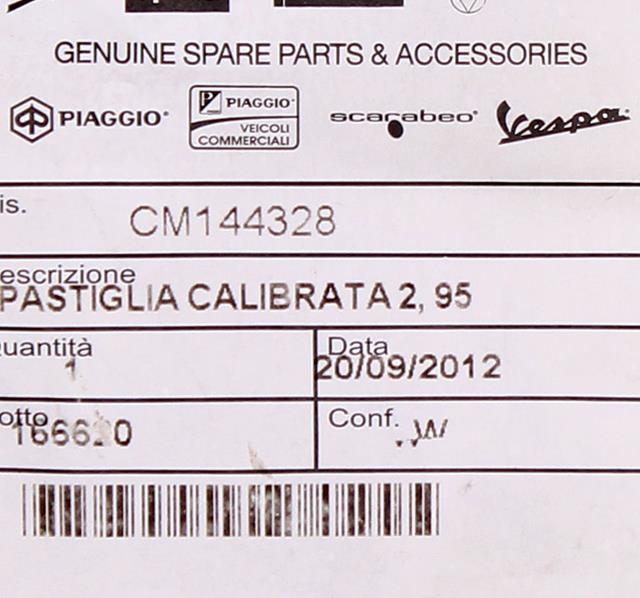 GENUINE SPARE PARTS & ACCESSORIES
PIAGGIO
PIAGGIO
VEICOLI
COMMERCIALI
scarabeo
Vespa
is.
CM144328
escrizione
PASTIGLIA CALIBRATA 2, 95
uantità
1
Data
20/09/2012
otto
Conf.